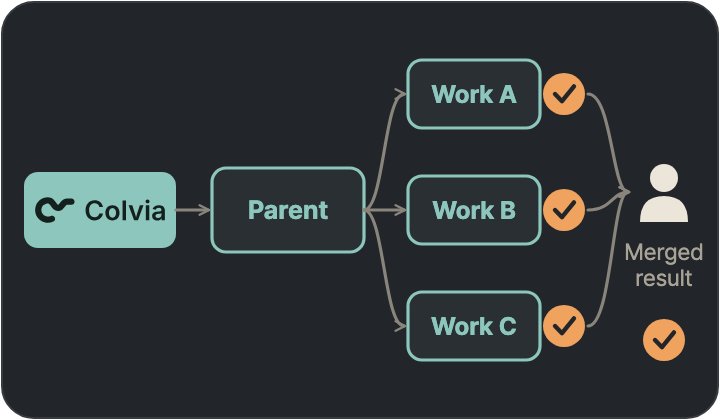 Colvia
Parent
Work A
Work B
Work C
Merged
result